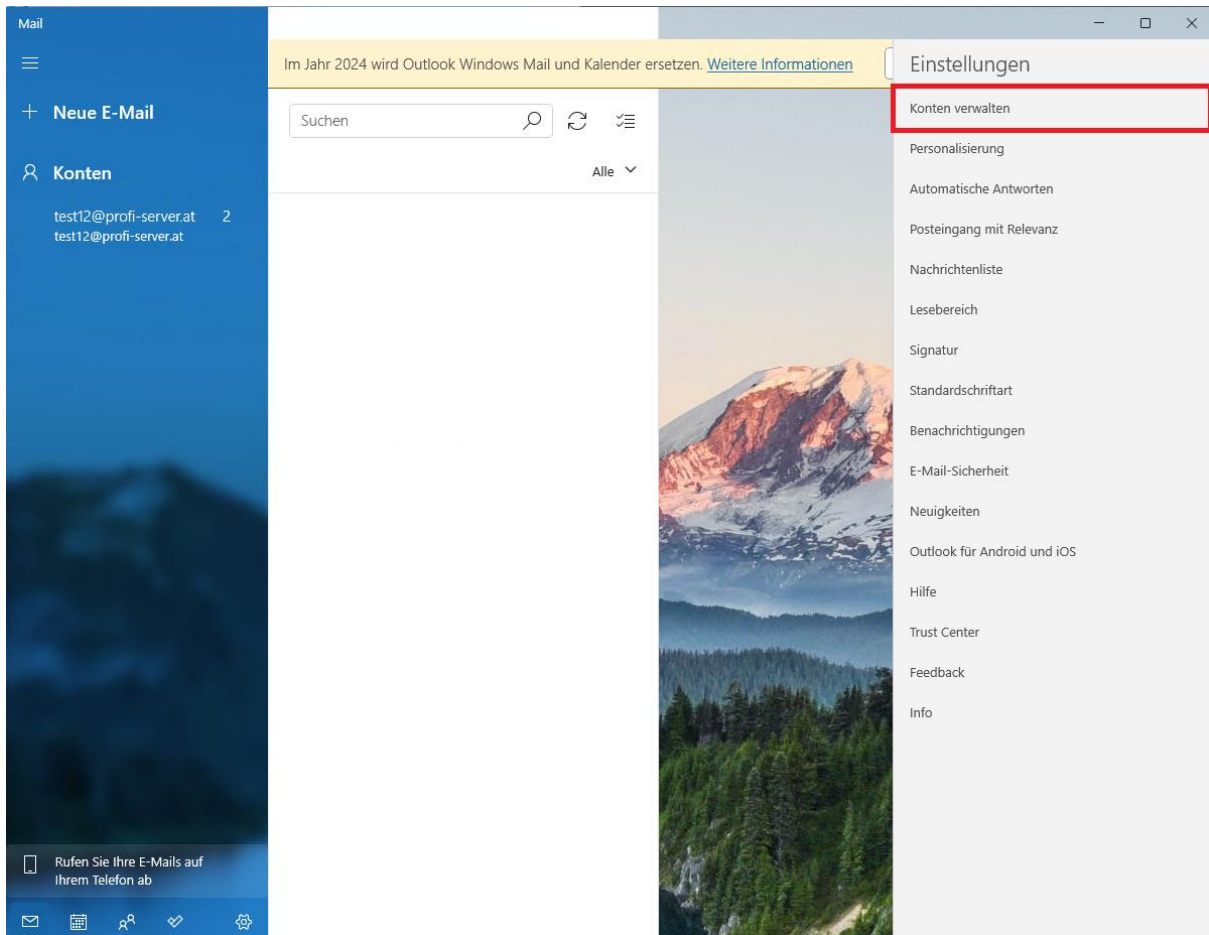 Mail
Neue E-Mail
Konten
test12@profi-server.at 2
test12@profi-server.at
Rufen Sie Ihre E-Mails auf
Ihrem Telefon ab
Im Jahr 2024 wird Outlook Windows Mail und Kalender ersetzen. Weitere Informationen
Suchen
Alle
Einstellungen
Konten verwalten
Personalisierung
Automatische Antworten
Posteingang mit Relevanz
Nachrichtenliste
Lesebereich
Signatur
Standardschriftart
Benachrichtigungen
E-Mail-Sicherheit
Neuigkeiten
Outlook für Android und iOS
Hilfe
Trust Center
Feedback
Info